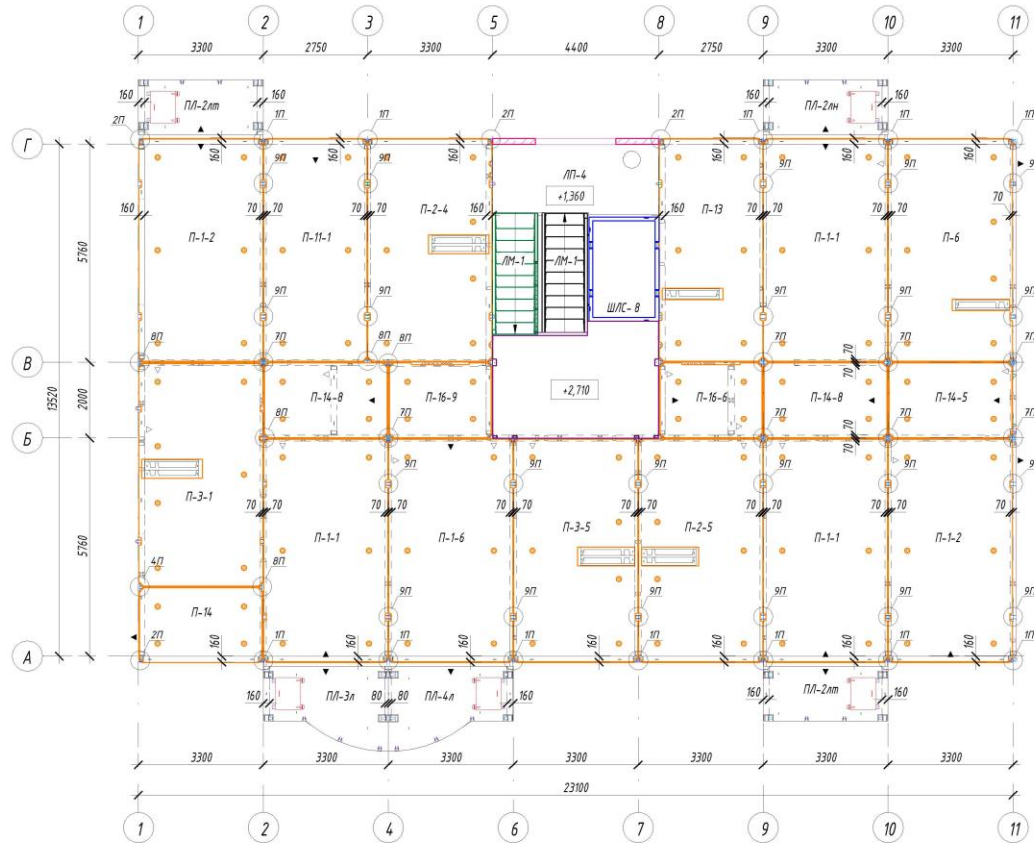 1 2 3 5 8 9 10 11
3300 2750 3300 4400 2750 3300 3300
160 ПЛ-2лт 160 160 ПЛ-2лн 160
2П 1П 1П 2П 2П 1П 1П 1П
Г
160 160 160 160 160 160
9П 9П ЛП-4 9П 9П
+1,360
160 70 70 70 70 П-2-4 160 160 П-13 70 70 70 70 70
П-1-2 П-11-1 П-1-1 П-6
5760
ЛМ-1 ЛМ-1
ШЛС-8
9П 9П 9П 9П 9П
8П 7П 8П 8П 7П 7П 7П
В
70
70
13520 2000
П-14-8 П-16-9 +2,710 П-16-6 П-14-8 П-14-5
8П 7П 7П 7П 7П
Б
70
70
9П 9П 9П 9П
П-3-1
70 70 70 70 70 70 70 70 70 70 70 70
П-3-5 П-2-5
П-1-1 П-1-6 П-1-1 П-1-2
5760
4П 8П
П-14
9П 9П 9П 9П 9П 9П
2П 1П 1П 1П 1П 1П 1П 1П
160 160 160 160 160 160 160
А
160 ПЛ-3л 80 80 ПЛ-4л 160 160 ПЛ-2лт 160
3300 3300 3300 3300 3300 3300 3300
23100
1 2 4 6 7 9 10 11